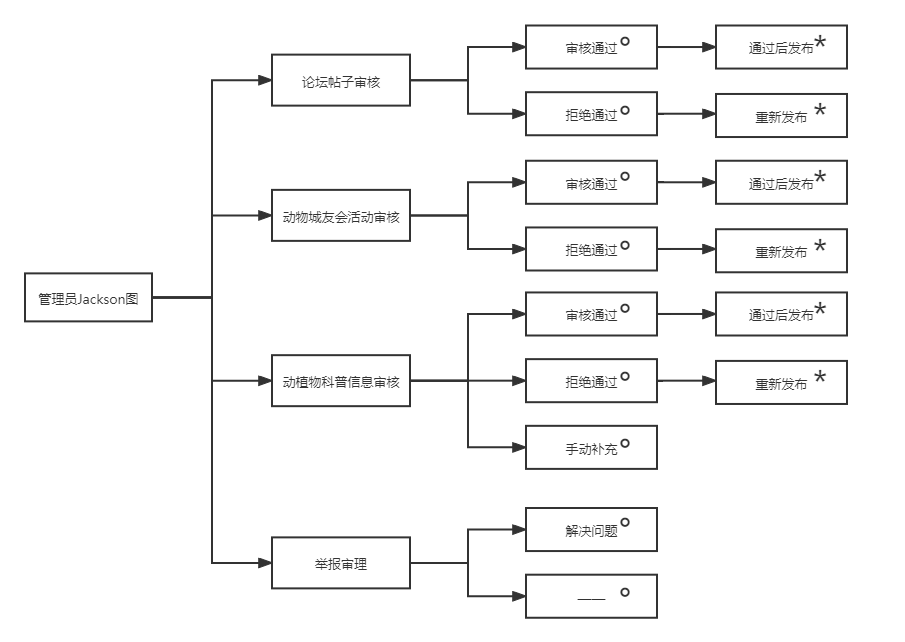 管理员Jackson图
论坛帖子审核
审核通过°
通过后发布*
拒绝通过°
重新发布*
动物城友会活动审核
审核通过°
通过后发布*
拒绝通过°
重新发布*
动植物科普信息审核
审核通过°
通过后发布*
拒绝通过°
重新发布*
手动补充°
举报审理
解决问题°
——°